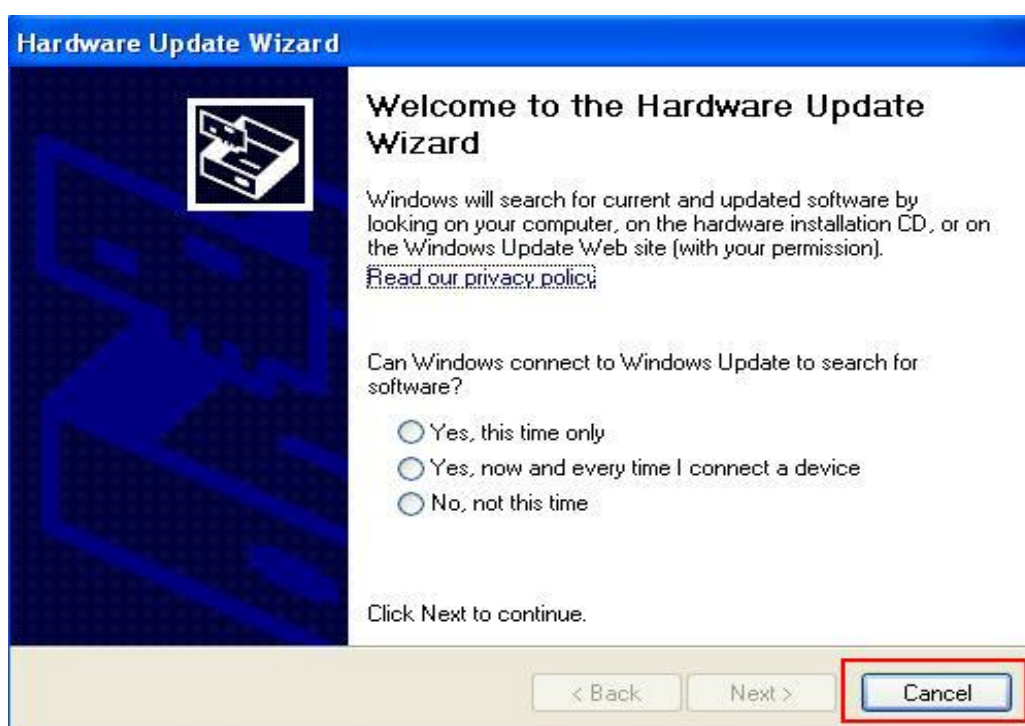 Hardware Update Wizard
Welcome to the Hardware Update
Wizard
Windows will search for current and updated software by
looking on your computer, on the hardware installation CD, or on
the Windows Update Web site (with your permission).
Read our privacy policy
Can Windows connect to Windows Update to search for
software?
Yes, this time only
Yes, now and every time I connect a device
No, not this time
Click Next to continue.
< Back Next > Cancel